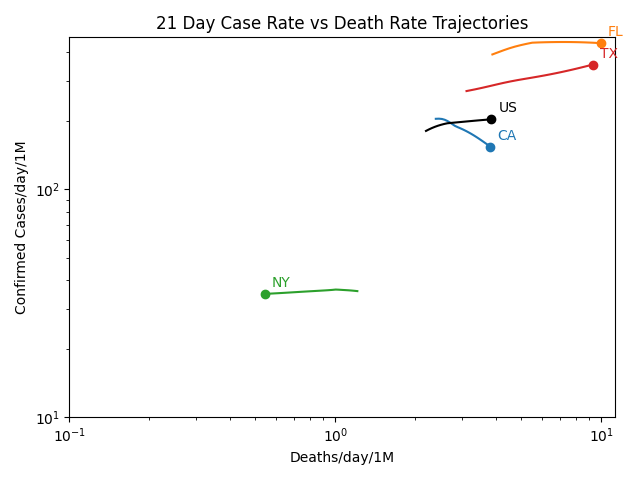 21 Day Case Rate vs Death Rate Trajectories
FL
TX
US
CA
NY
Confirmed Cases/day/1M
10²
10¹
10⁻¹
10⁰
10¹
Deaths/day/1M